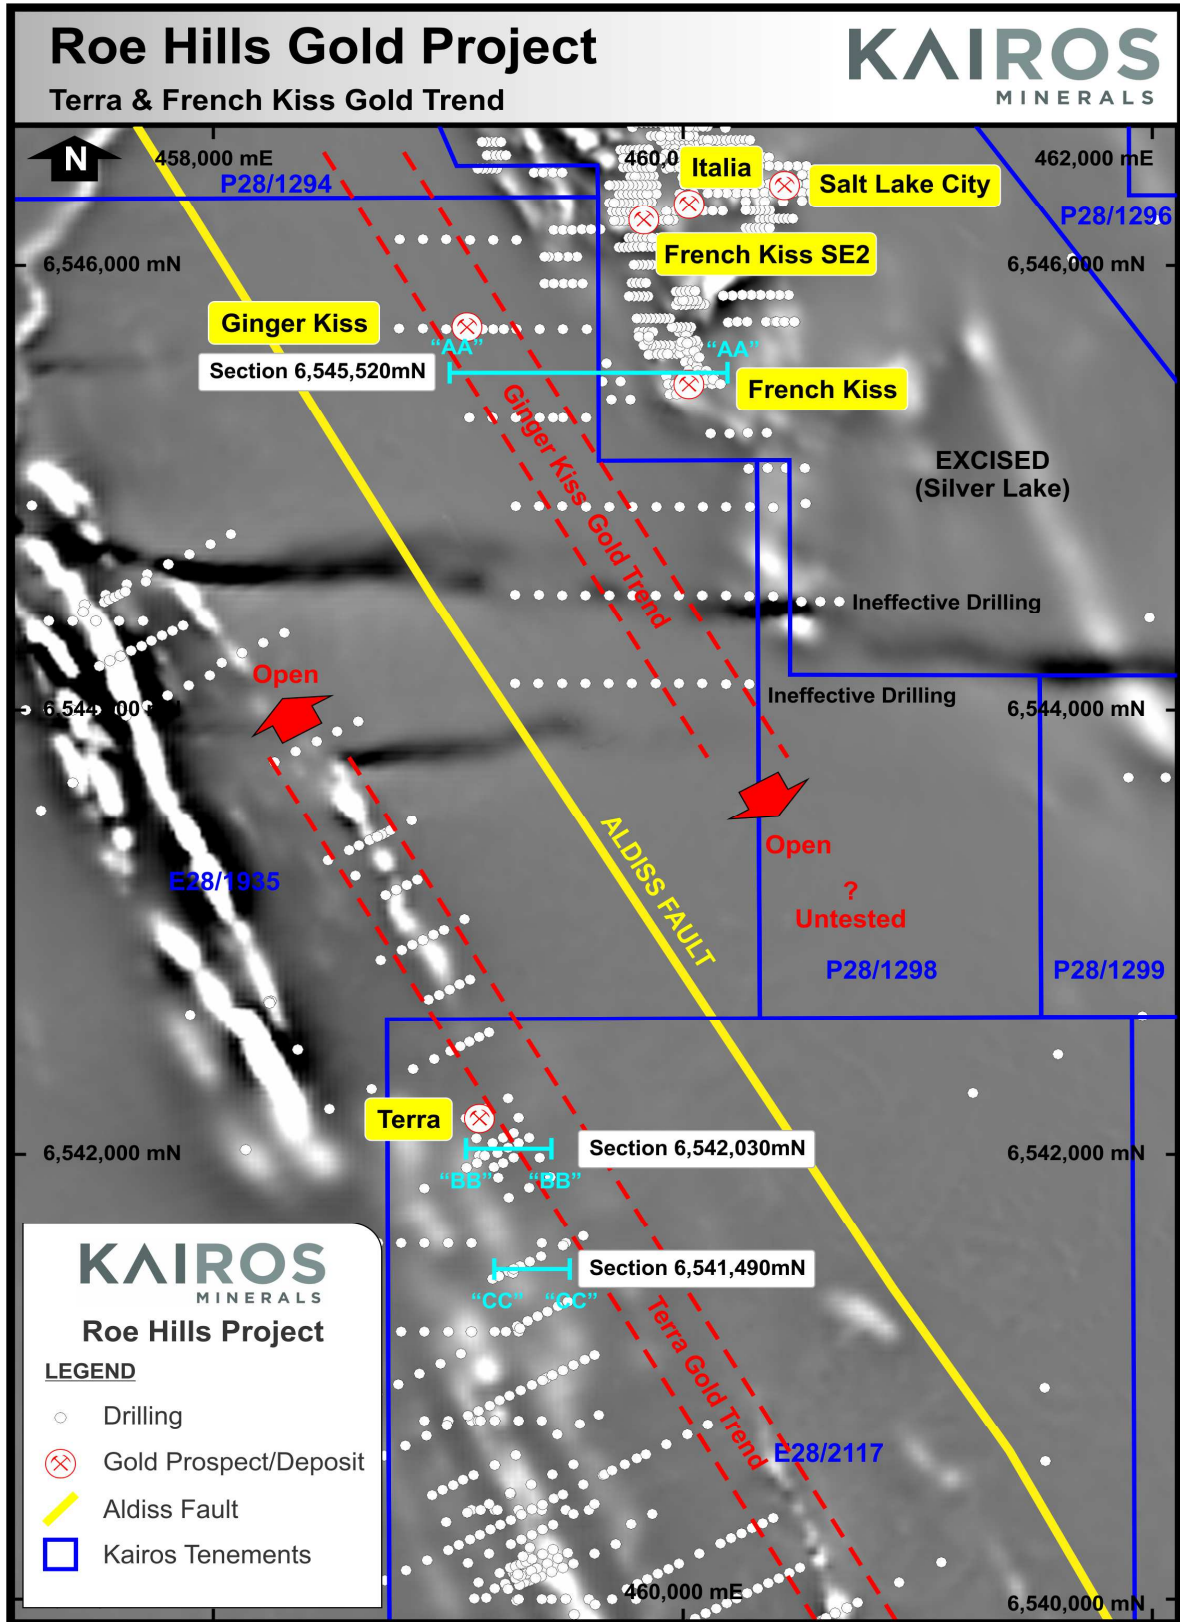 Roe Hills Gold Project
Terra & French Kiss Gold Trend
KAIROS
MINERALS
N
458,000 mE
460,0
462,000 mE
P28/1294
Italia
Salt Lake City
P28/1296
French Kiss SE2
6,546,000 mN
6,546,000 mN
Ginger Kiss
"AA"
"AA"
Section 6,545,520mN
French Kiss
Ginger Kiss Gold Trend
EXCISED
(Silver Lake)
Ineffective Drilling
Open
Ineffective Drilling
6,544,000 mN
6,544,000 mN
Open
ALDISS FAULT
E28/1935
?
Untested
P28/1298
P28/1299
Terra
Section 6,542,030mN
6,542,000 mN
6,542,000 mN
"BB"
"BB"
Section 6,541,490mN
"CC"
"CC"
Terra Gold Trend
E28/2117
KAIROS
MINERALS
Roe Hills Project
LEGEND
Drilling
Gold Prospect/Deposit
Aldiss Fault
Kairos Tenements
460,000 mE
6,540,000 mN